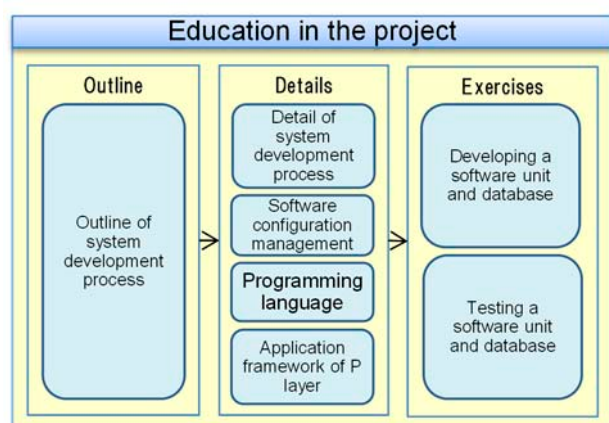 Education in the project
Outline
Outline of
system
development
process
Details
Detail of
system
development
process
Software
configuration
management
Programming
language
Application
framework of P
layer
Exercises
Developing a
software unit
and database
Testing a
software unit
and database